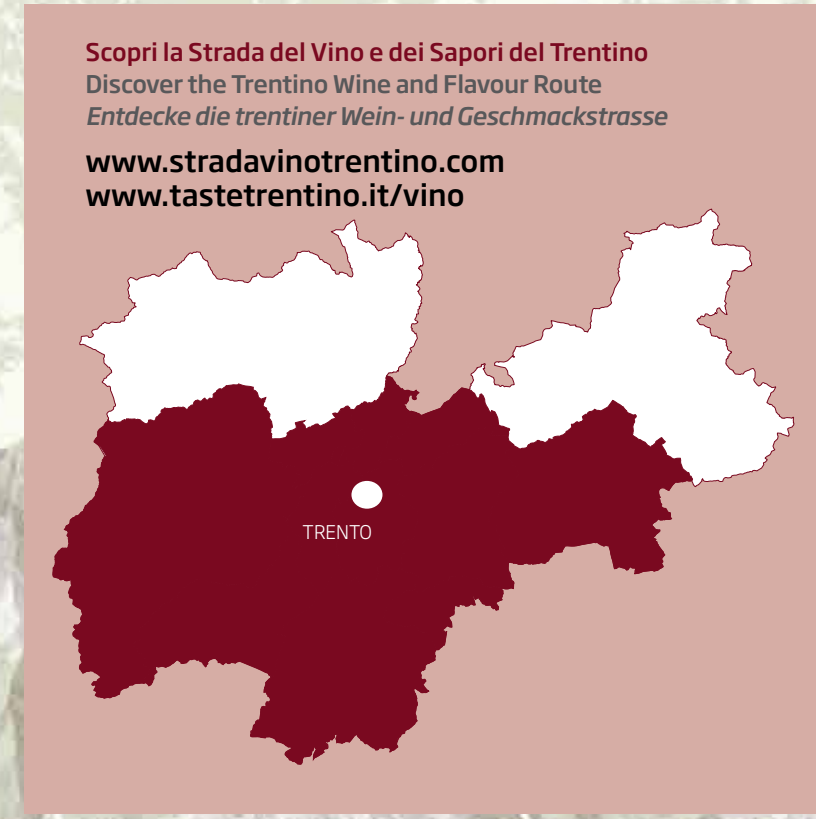 Scopri la Strada del Vino e dei Sapori del Trentino
Discover the Trentino Wine and Flavour Route
Entdecke die trentiner Wein- und Geschmackstrasse
www.stradavinotrentino.com
www.tastetrentino.it/vino
TRENTO